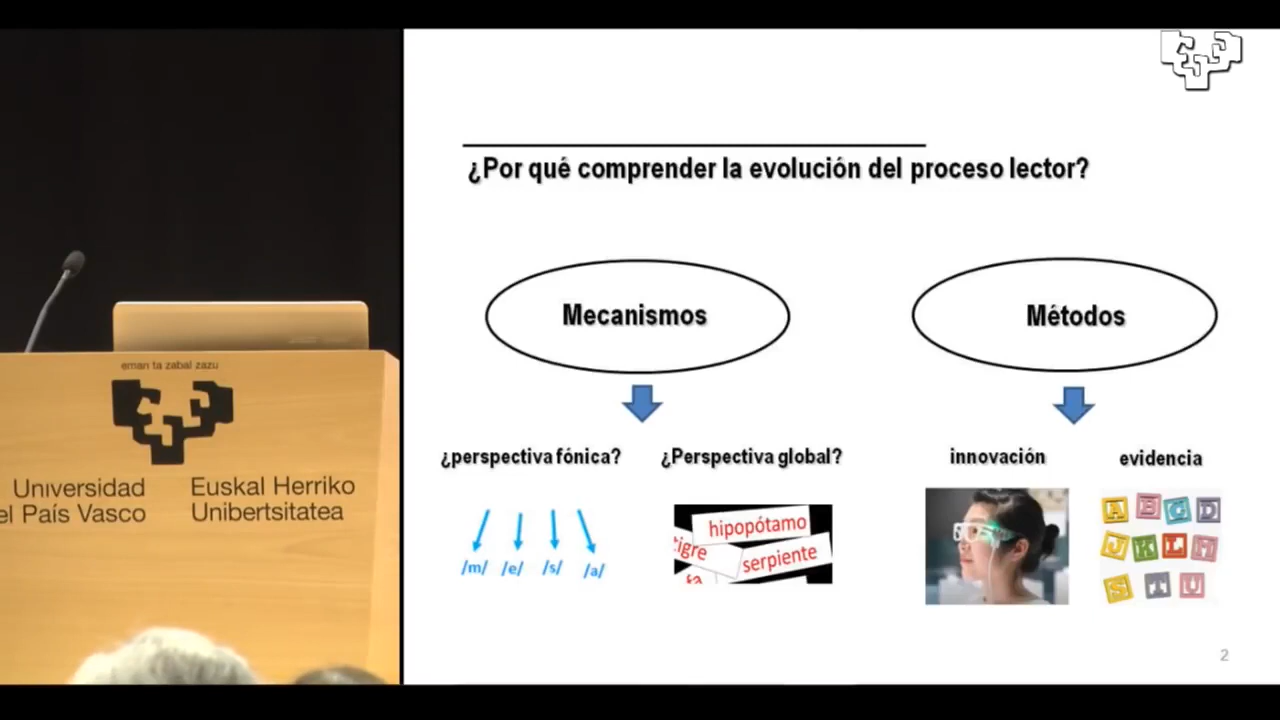 eman ta zabal zazu
Universidad
el País Vasco
Euskal Herriko
Unibertsitatea
¿Por qué comprender la evolución del proceso lector?
Mecanismos
Métodos
¿perspectiva fónica?
¿Perspectiva global?
innovación
evidencia
/m/ /e/ /s/ /a/
hipopótamo
tigre
serpiente
A B C D
J K L M
S T U
2